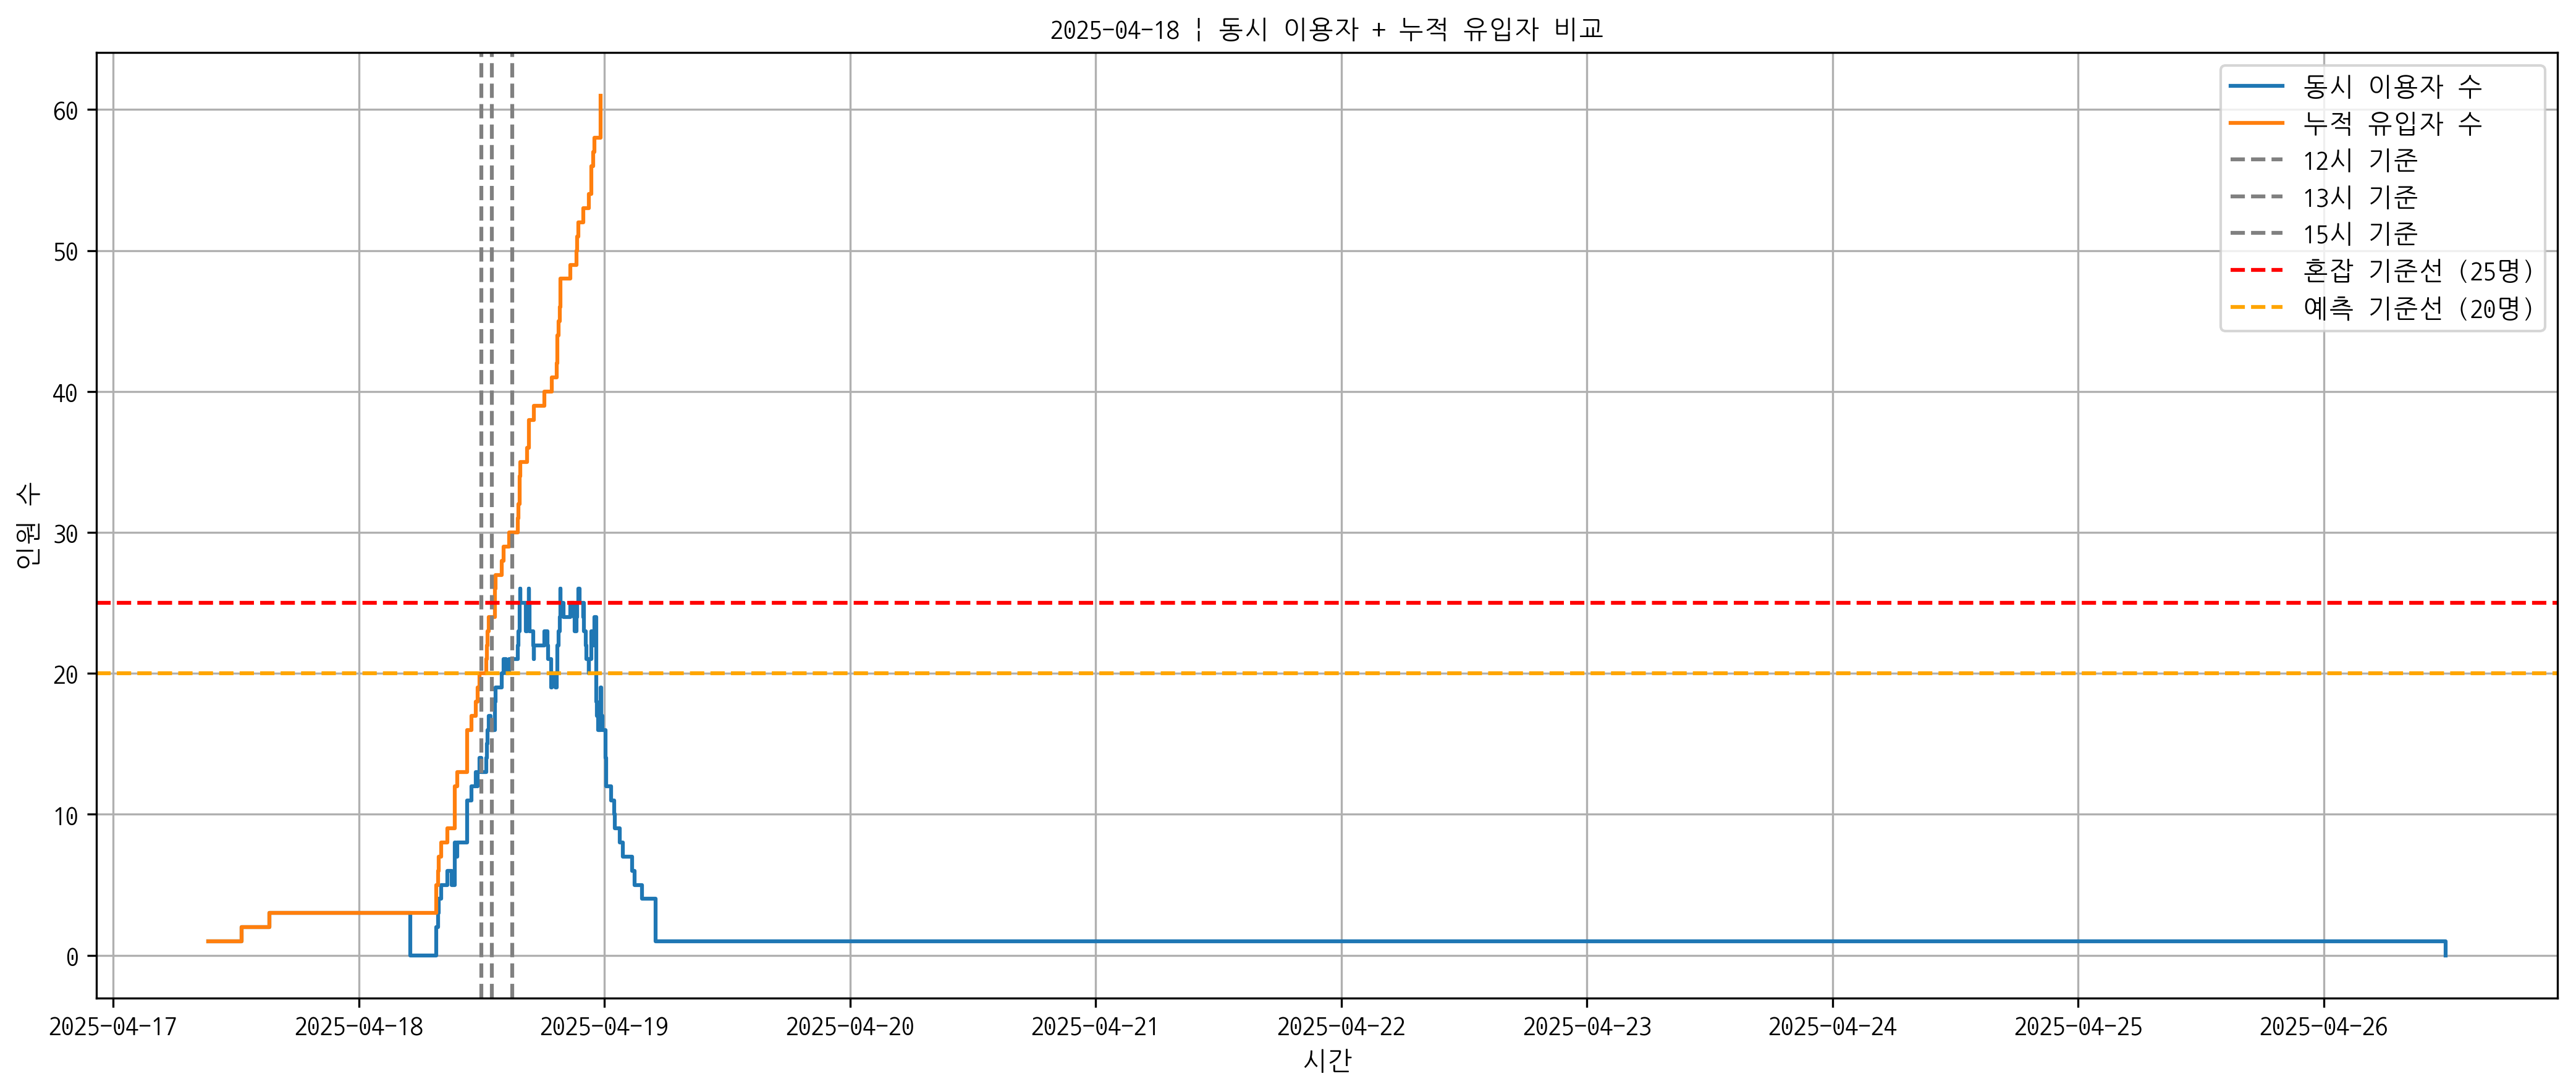 2025-04-18 | 동시 이용자 + 누적 유입자 비교
동시 이용자 수
누적 유입자 수
12시 기준
13시 기준
15시 기준
혼잡 기준선 (25명)
예측 기준선 (20명)
인원 수
60
50
40
30
20
10
0
2025-04-17
2025-04-18
2025-04-19
2025-04-20
2025-04-21
2025-04-22
2025-04-23
2025-04-24
2025-04-25
2025-04-26
시간